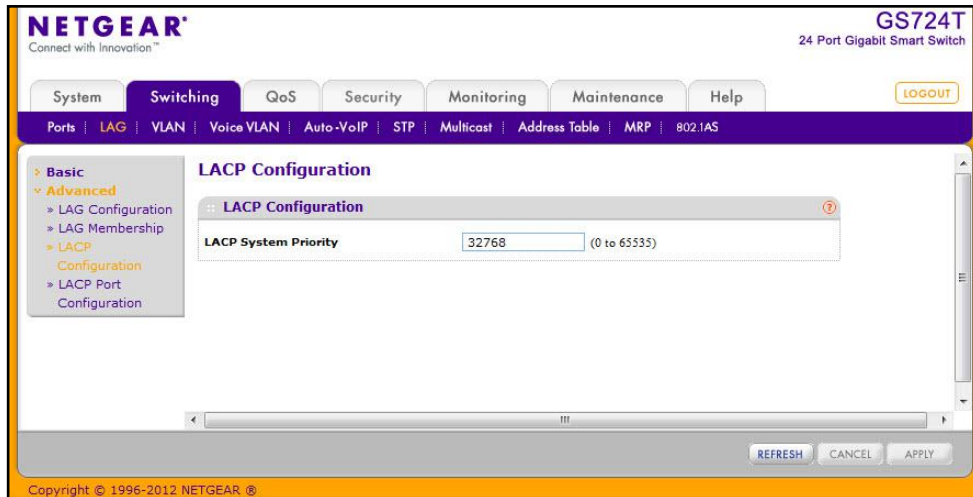 NETGEAR®
Connect with Innovation™
GS724T
24 Port Gigabit Smart Switch
System
Switching
QoS
Security
Monitoring
Maintenance
Help
LOGOUT
Ports | LAG | VLAN | Voice VLAN | Auto-VoIP | STP | Multicast | Address Table | MRP | 802.1AS
Basic
Advanced
» LAG Configuration
» LAG Membership
» LACP
Configuration
» LACP Port
Configuration
LACP Configuration
LACP Configuration
?
LACP System Priority
32768
(0 to 65535)
REFRESH
CANCEL
APPLY
Copyright © 1996-2012 NETGEAR ®